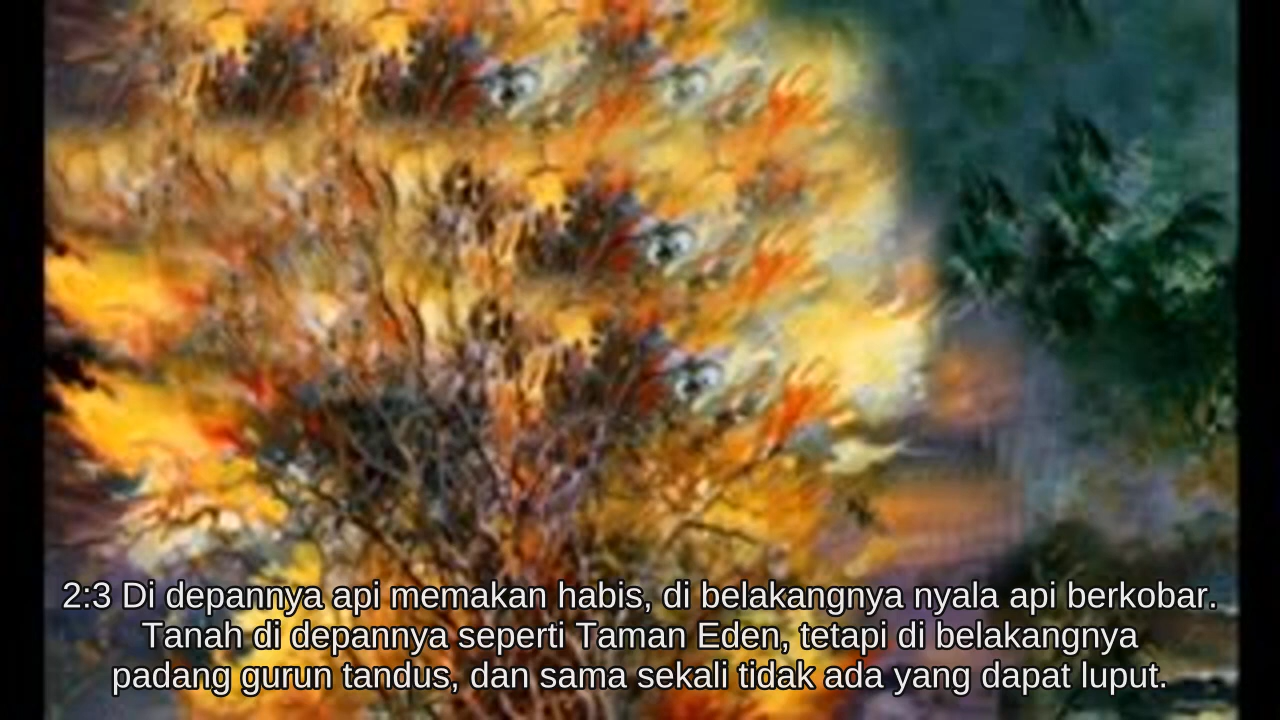 2:3 Di depannya api memakan habis, di belakangnya nyala api berkobar.
Tanah di depannya seperti Taman Eden, tetapi di belakangnya
padang gurun tandus, dan sama sekali tidak ada yang dapat luput.